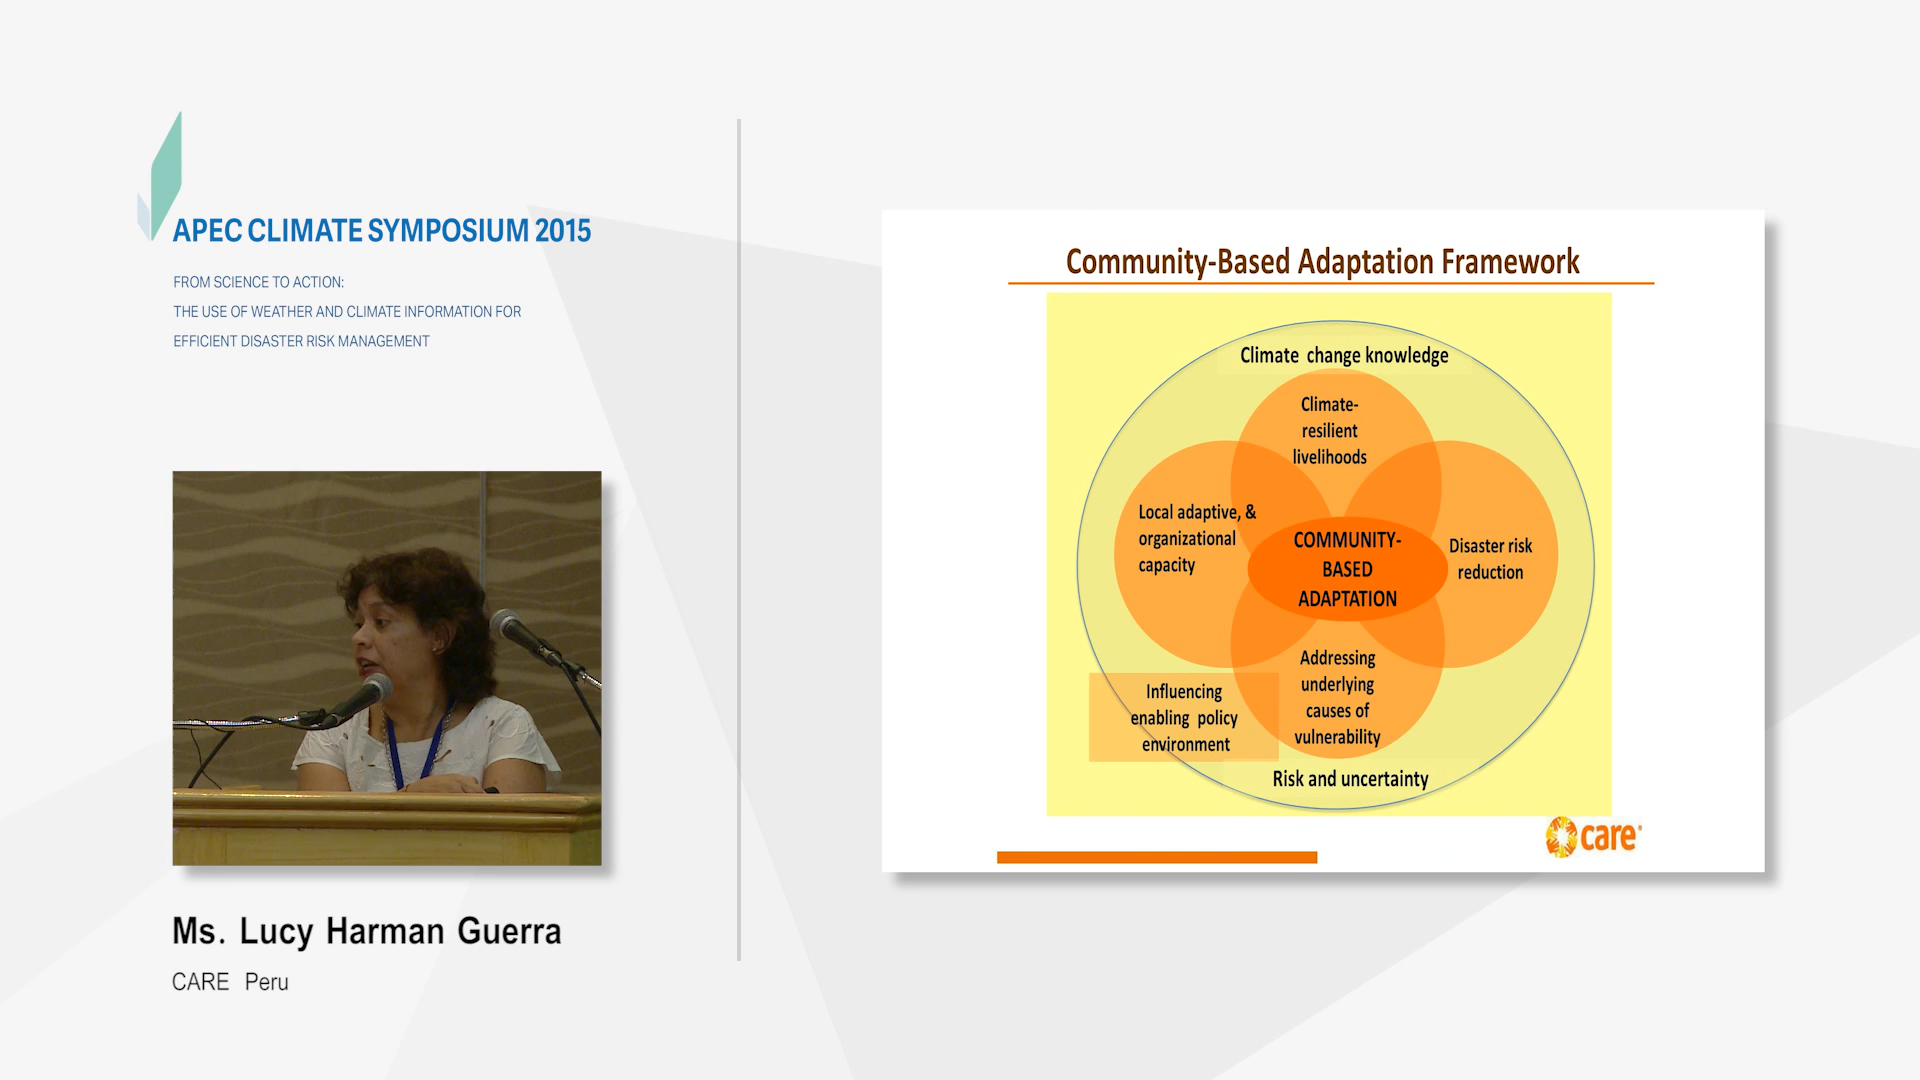 APEC CLIMATE SYMPOSIUM 2015
FROM SCIENCE TO ACTION:
THE USE OF WEATHER AND CLIMATE INFORMATION FOR
EFFICIENT DISASTER RISK MANAGEMENT
Ms. Lucy Harman Guerra
CARE Peru
Community-Based Adaptation Framework
Climate change knowledge
Climate-
resilient
livelihoods
Local adaptive, &
organizational
capacity
COMMUNITY-
BASED
ADAPTATION
Disaster risk
reduction
Addressing
underlying
causes of
vulnerability
Influencing
enabling policy
environment
Risk and uncertainty
care